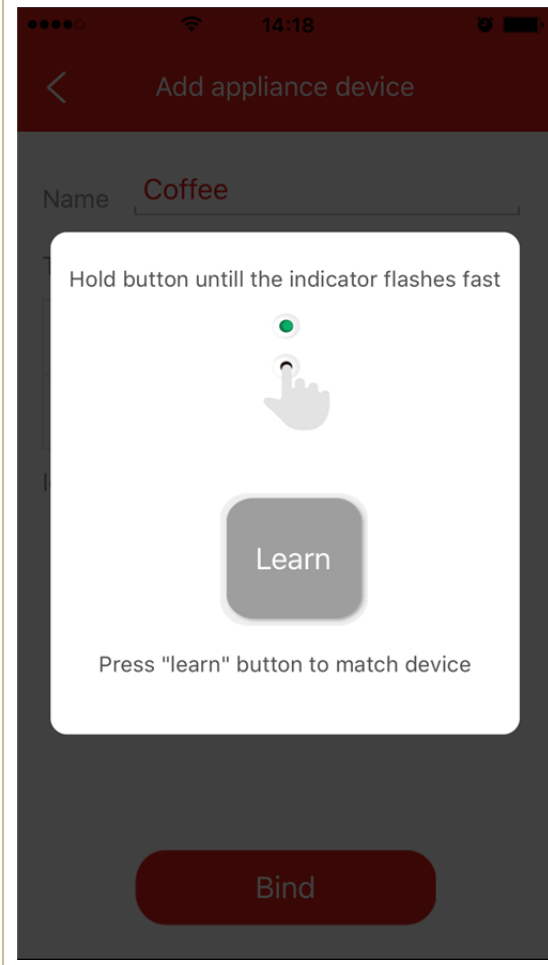 14:18
Add appliance device
Name Coffee
Hold button untill the indicator flashes fast
Learn
Press "learn" button to match device
Bind